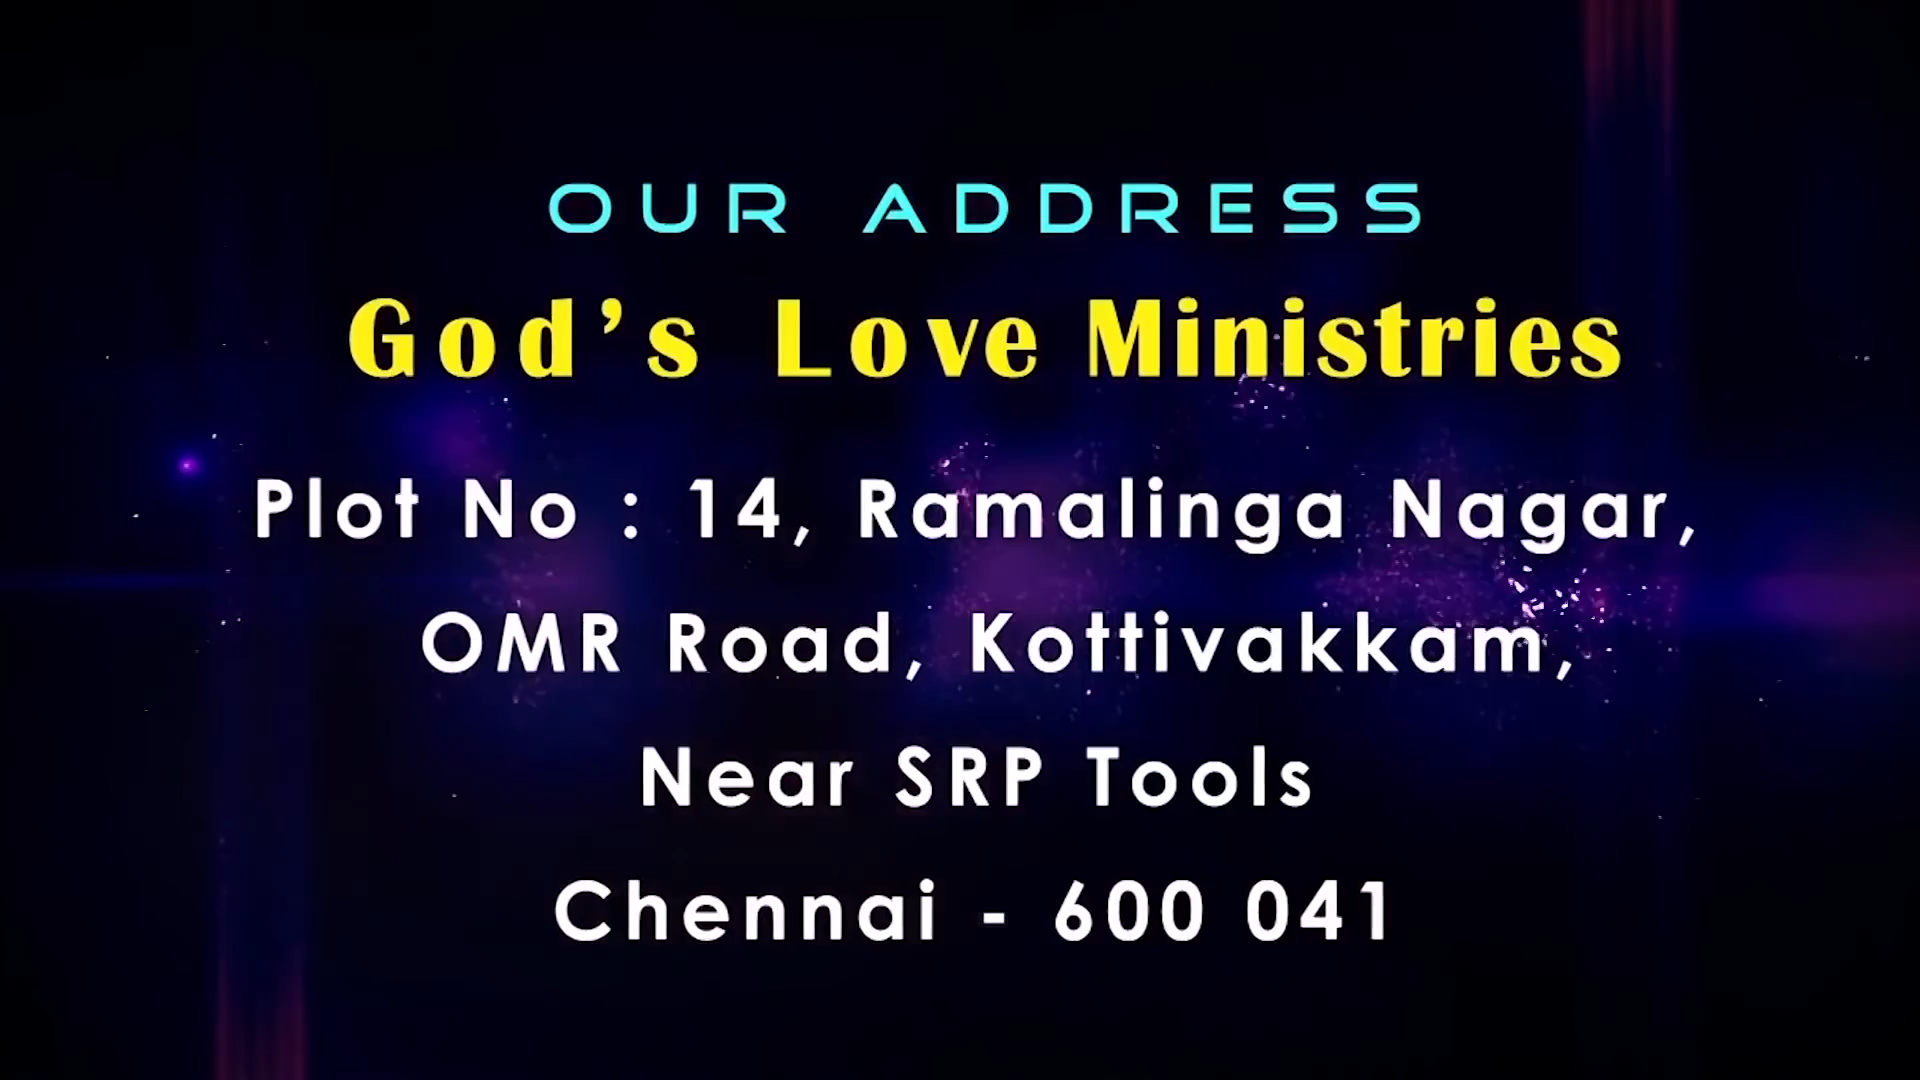 OUR ADDRESS
God’s Love Ministries
Plot No : 14, Ramalinga Nagar,
OMR Road, Kottivakkam,
Near SRP Tools
Chennai - 600 041